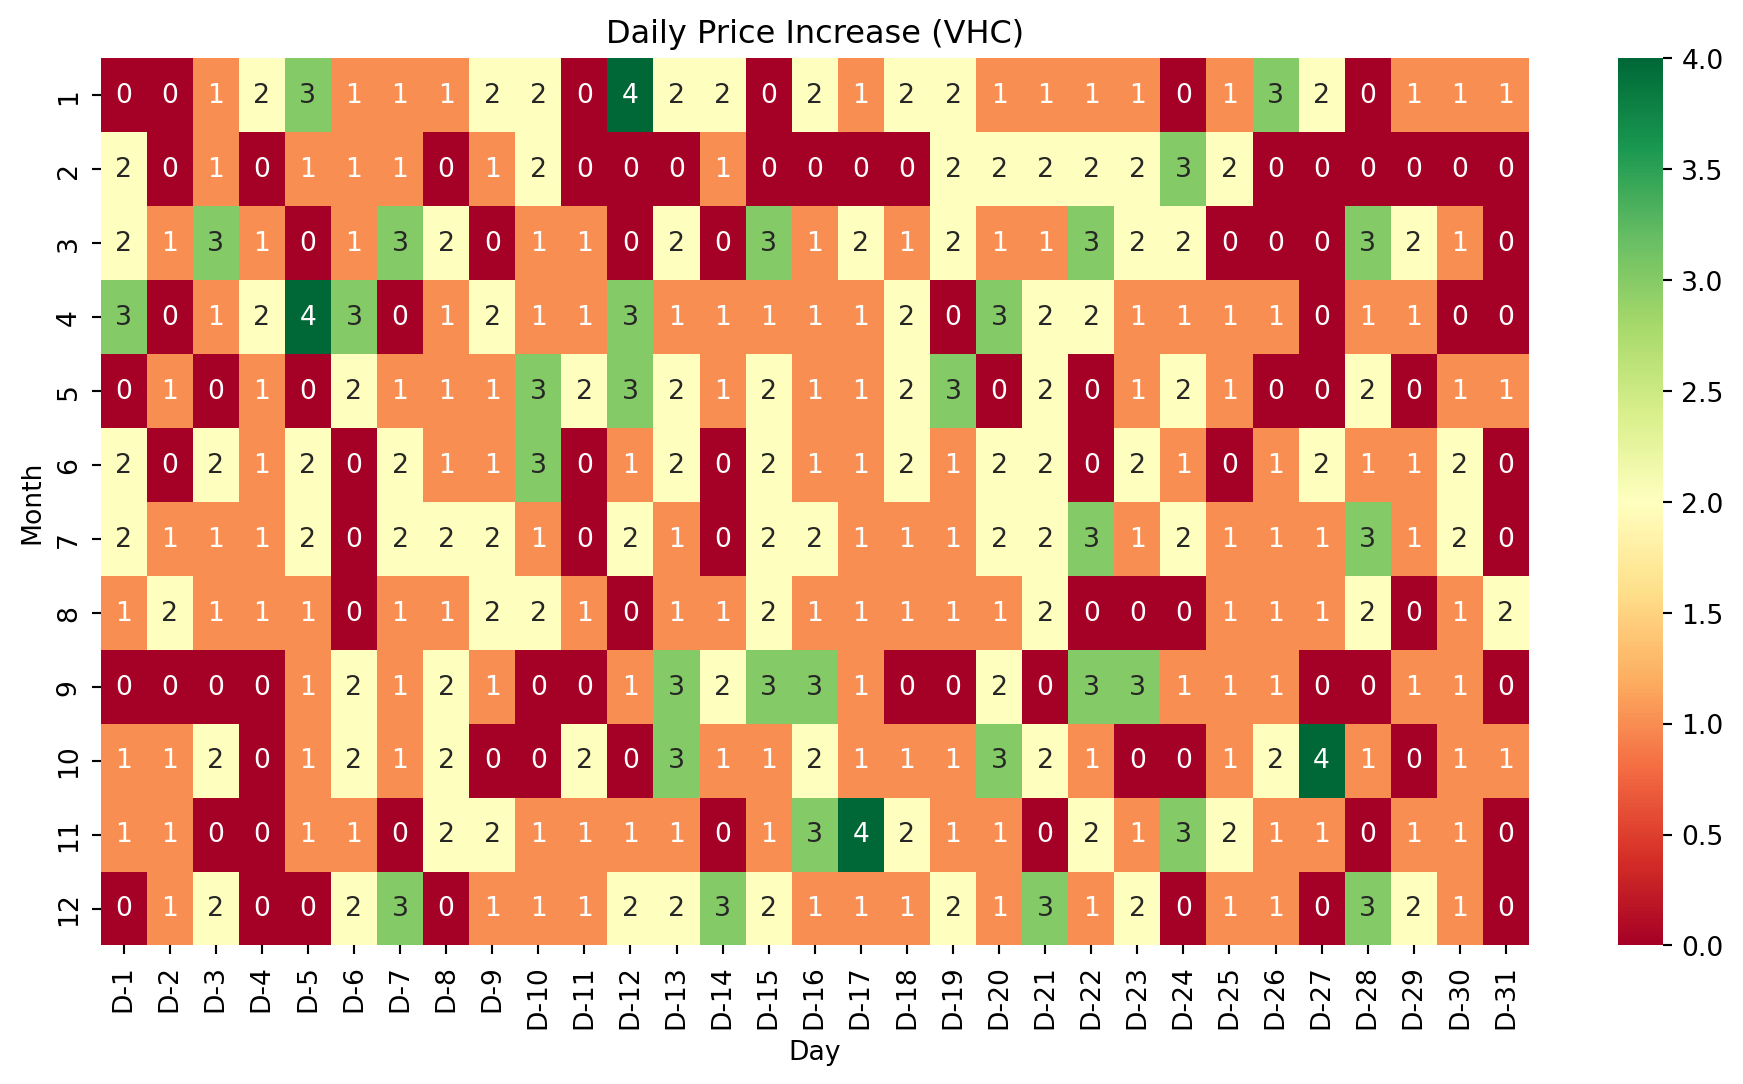 Daily Price Increase (VHC)
1 0 0 1 2 3 1 1 1 2 2 0 4 2 2 0 2 1 2 2 1 1 1 1 0 1 3 2 0 1 1 1
2 2 0 1 0 1 1 1 0 1 2 0 0 0 1 0 0 0 0 2 2 2 2 2 3 2 0 0 0 0 0 0
3 2 1 3 1 0 1 3 2 0 1 1 0 2 0 3 1 2 1 2 1 1 3 2 2 0 0 0 3 2 1 0
4 3 0 1 2 4 3 0 1 2 1 1 3 1 1 1 1 1 2 0 3 2 2 1 1 1 1 0 1 1 0 0
5 0 1 0 1 0 2 1 1 1 3 2 3 2 1 2 1 1 2 3 0 2 0 1 2 1 0 0 2 0 1 1
6 2 0 2 1 2 0 2 1 1 3 0 1 2 0 2 1 1 2 1 2 2 0 2 1 0 1 2 1 1 2 0
7 2 1 1 1 2 0 2 2 2 1 0 2 1 0 2 2 1 1 1 2 2 3 1 2 1 1 1 3 1 2 0
8 1 2 1 1 1 0 1 1 2 2 1 0 1 1 2 1 1 1 1 1 2 0 0 0 1 1 1 2 0 1 2
9 0 0 0 0 1 2 1 2 1 0 0 1 3 2 3 3 1 0 0 2 0 3 3 1 1 1 0 0 1 1 0
10 1 1 2 0 1 2 1 2 0 0 2 0 3 1 1 2 1 1 1 3 2 1 0 0 1 2 4 1 0 1 1
11 1 1 0 0 1 1 0 2 2 1 1 1 1 0 1 3 4 2 1 1 0 2 1 3 2 1 1 0 1 1 0
12 0 1 2 0 0 2 3 0 1 1 1 2 2 3 2 1 1 1 2 1 3 1 2 0 1 1 0 3 2 1 0
D-1 D-2 D-3 D-4 D-5 D-6 D-7 D-8 D-9 D-10 D-11 D-12 D-13 D-14 D-15 D-16 D-17 D-18 D-19 D-20 D-21 D-22 D-23 D-24 D-25 D-26 D-27 D-28 D-29 D-30 D-31
Day
Month
4.0
3.5
3.0
2.5
2.0
1.5
1.0
0.5
0.0